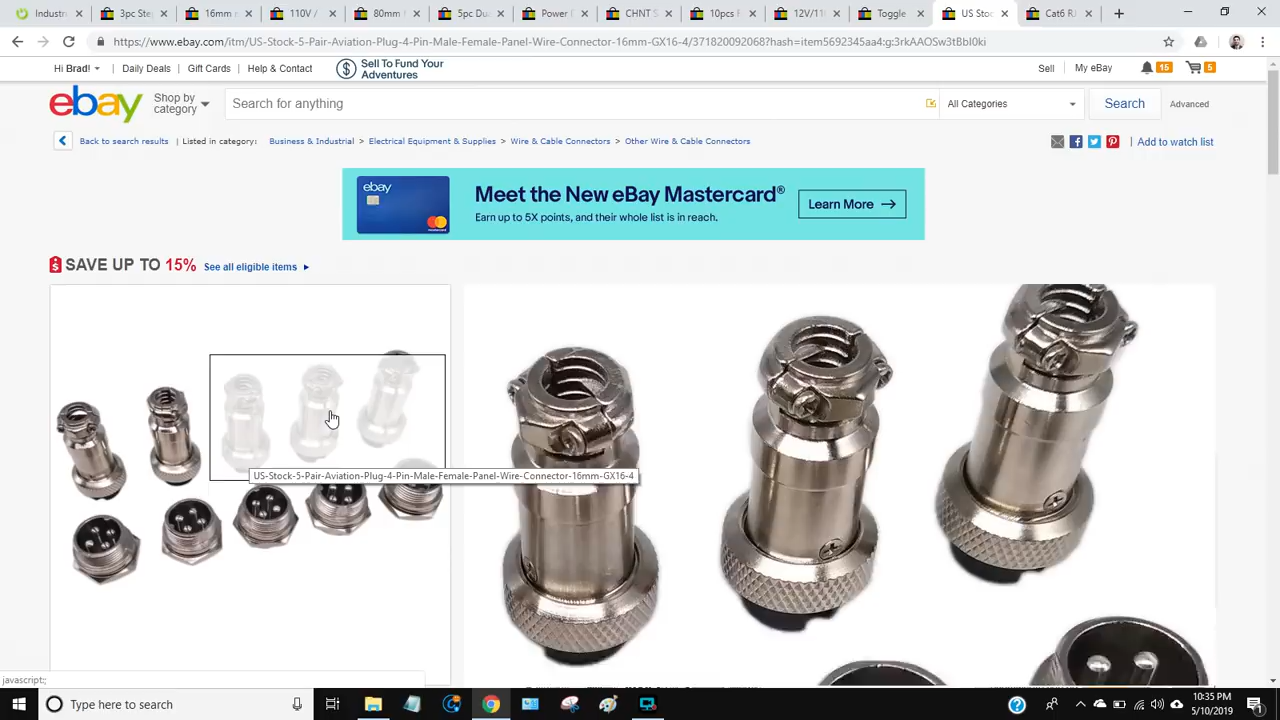 Industri
3pc Ste
16mm
110V /
80mm f
5pc Du
Power
CHNT S
10pcs
12V/11
Toggle
US Stoc
Cat6 RJ
https://www.ebay.com/itm/US-Stock-5-Pair-Aviation-Plug-4-Pin-Male-Female-Panel-Wire-Connector-16mm-GX16-4/371820092068?hash=item5692345aa4:g:3rkAAOSw3tBbI0ki
Hi Brad! Daily Deals Gift Cards Help & Contact
Sell To Fund Your
Adventures
Sell My eBay 15 5
ebay
Shop by
category
Search for anything
All Categories
Search
Advanced
Back to search results | Listed in category: Business & Industrial > Electrical Equipment & Supplies > Wire & Cable Connectors > Other Wire & Cable Connectors
| Add to watch list
ebay
mastercard
Meet the New eBay Mastercard®
Earn up to 5X points, and their whole list is in reach.
Learn More →
SAVE UP TO 15% See all eligible items
US-Stock-5-Pair-Aviation-Plug-4-Pin-Male-Female-Panel-Wire-Connector-16mm-GX16-4
javascript:;
Type here to search
10:35 PM
5/10/2019